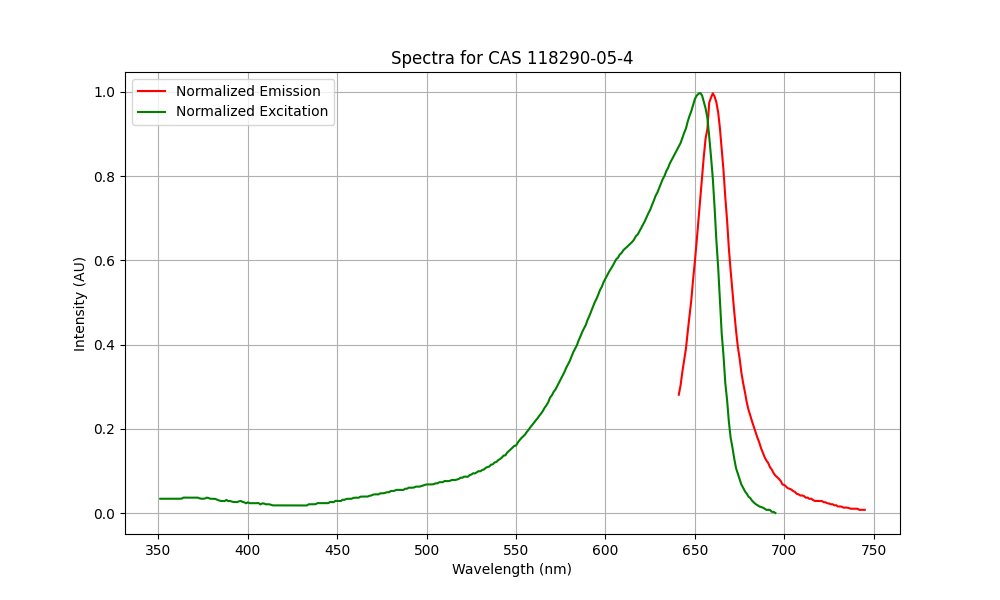 Spectra for CAS 118290-05-4
Normalized Emission
Normalized Excitation
Intensity (AU)
1.0
0.8
0.6
0.4
0.2
0.0
350 400 450 500 550 600 650 700 750
Wavelength (nm)